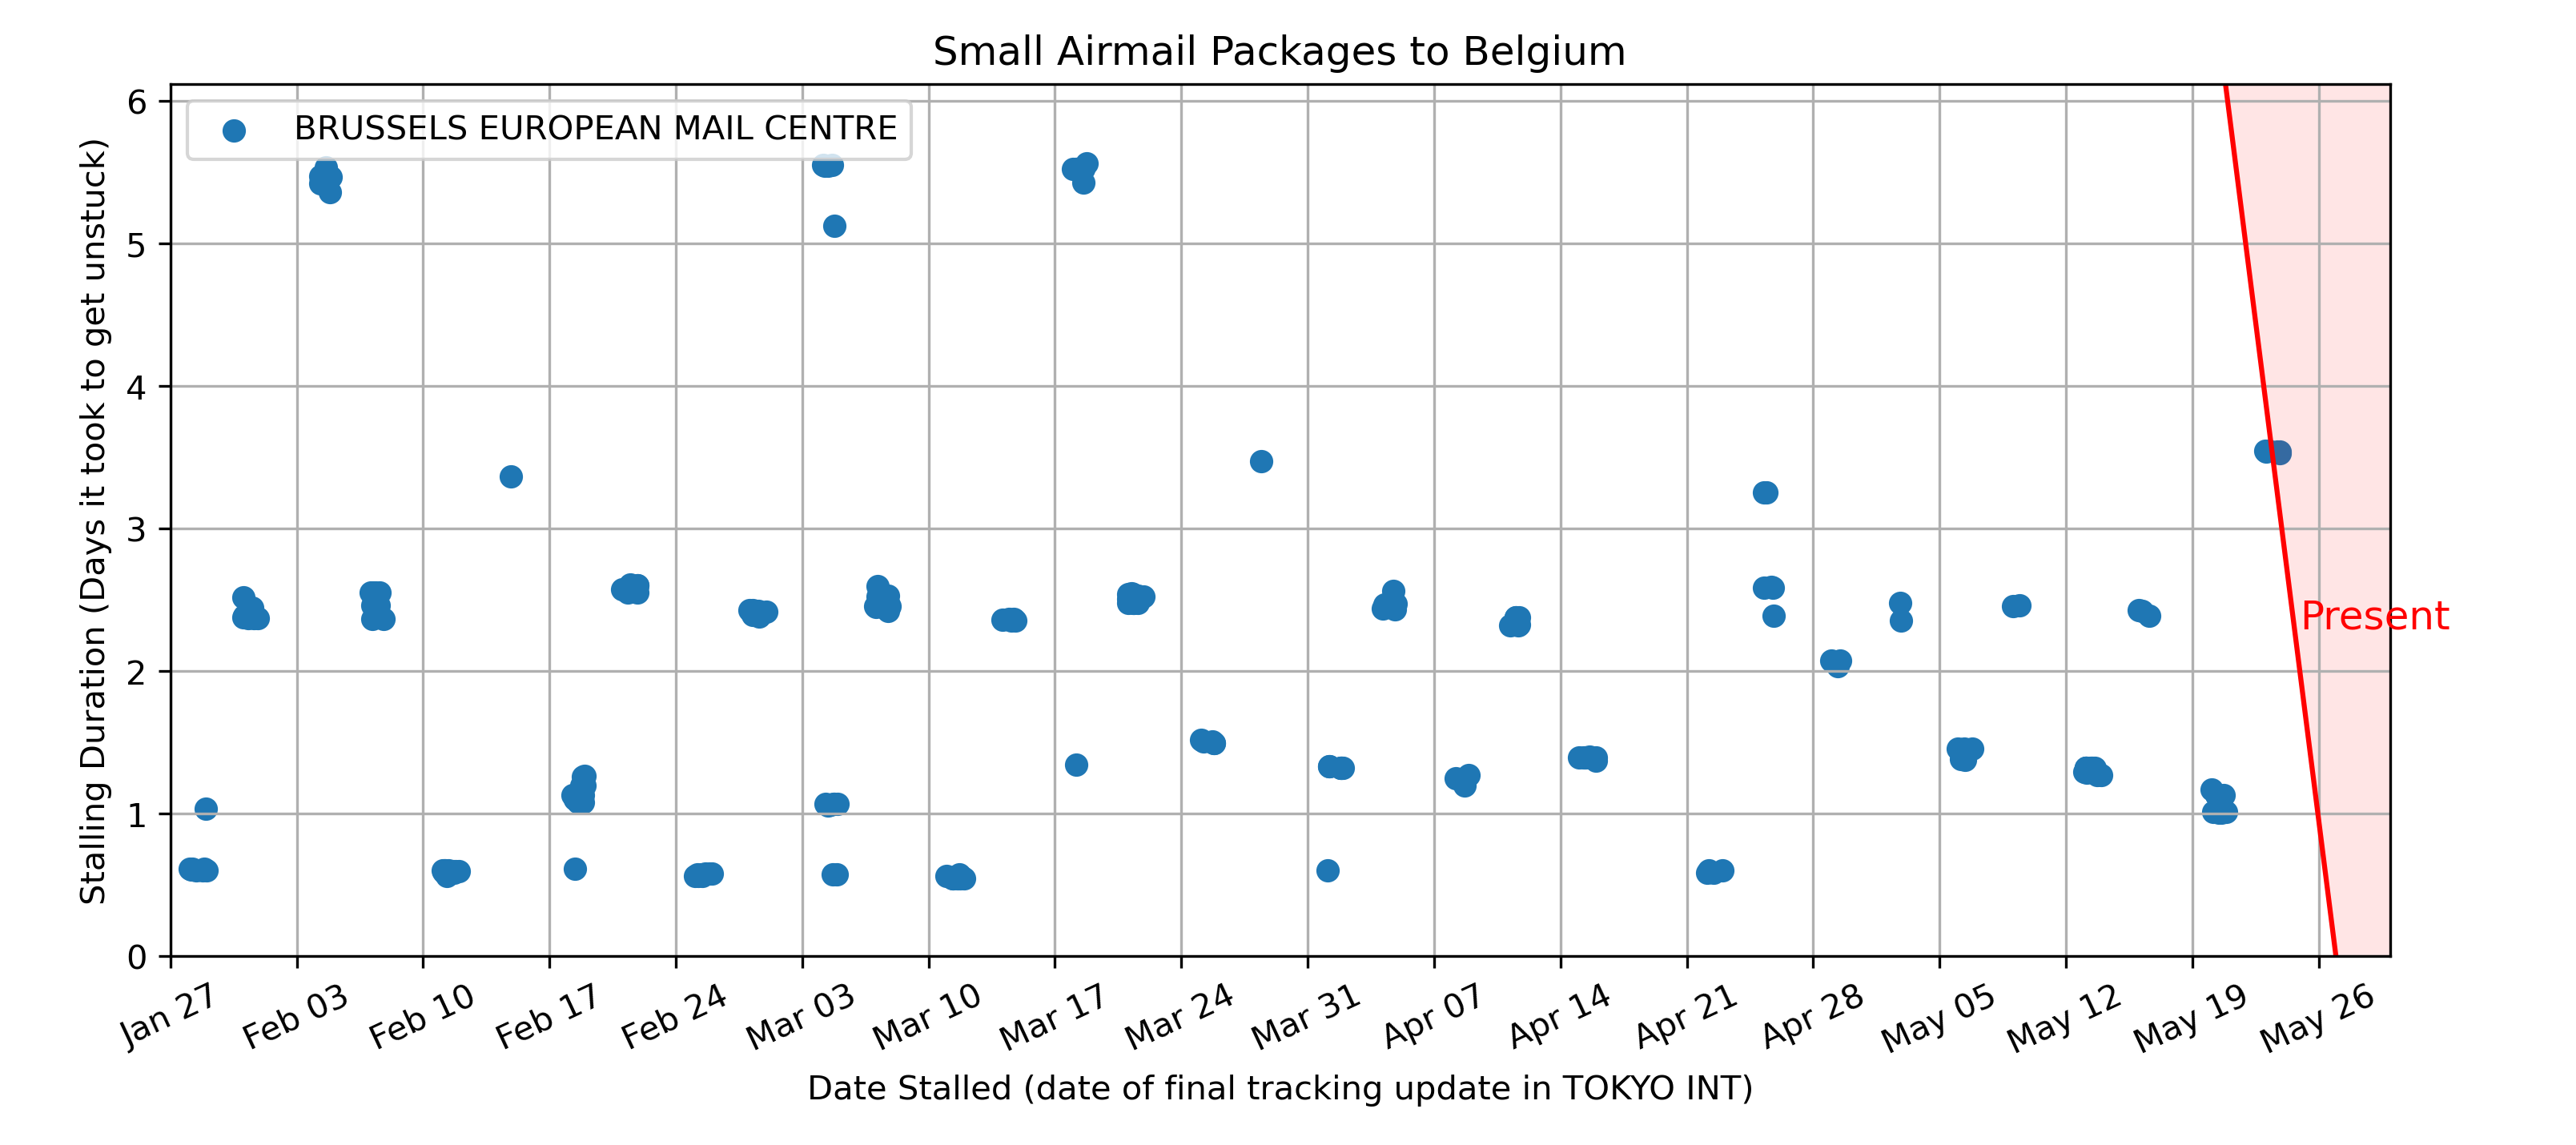 Small Airmail Packages to Belgium
BRUSSELS EUROPEAN MAIL CENTRE
Stalling Duration (Days it took to get unstuck)
6
5
4
3
2
1
0
Present
Jan 27
Feb 03
Feb 10
Feb 17
Feb 24
Mar 03
Mar 10
Mar 17
Mar 24
Mar 31
Apr 07
Apr 14
Apr 21
Apr 28
May 05
May 12
May 19
May 26
Date Stalled (date of final tracking update in TOKYO INT)